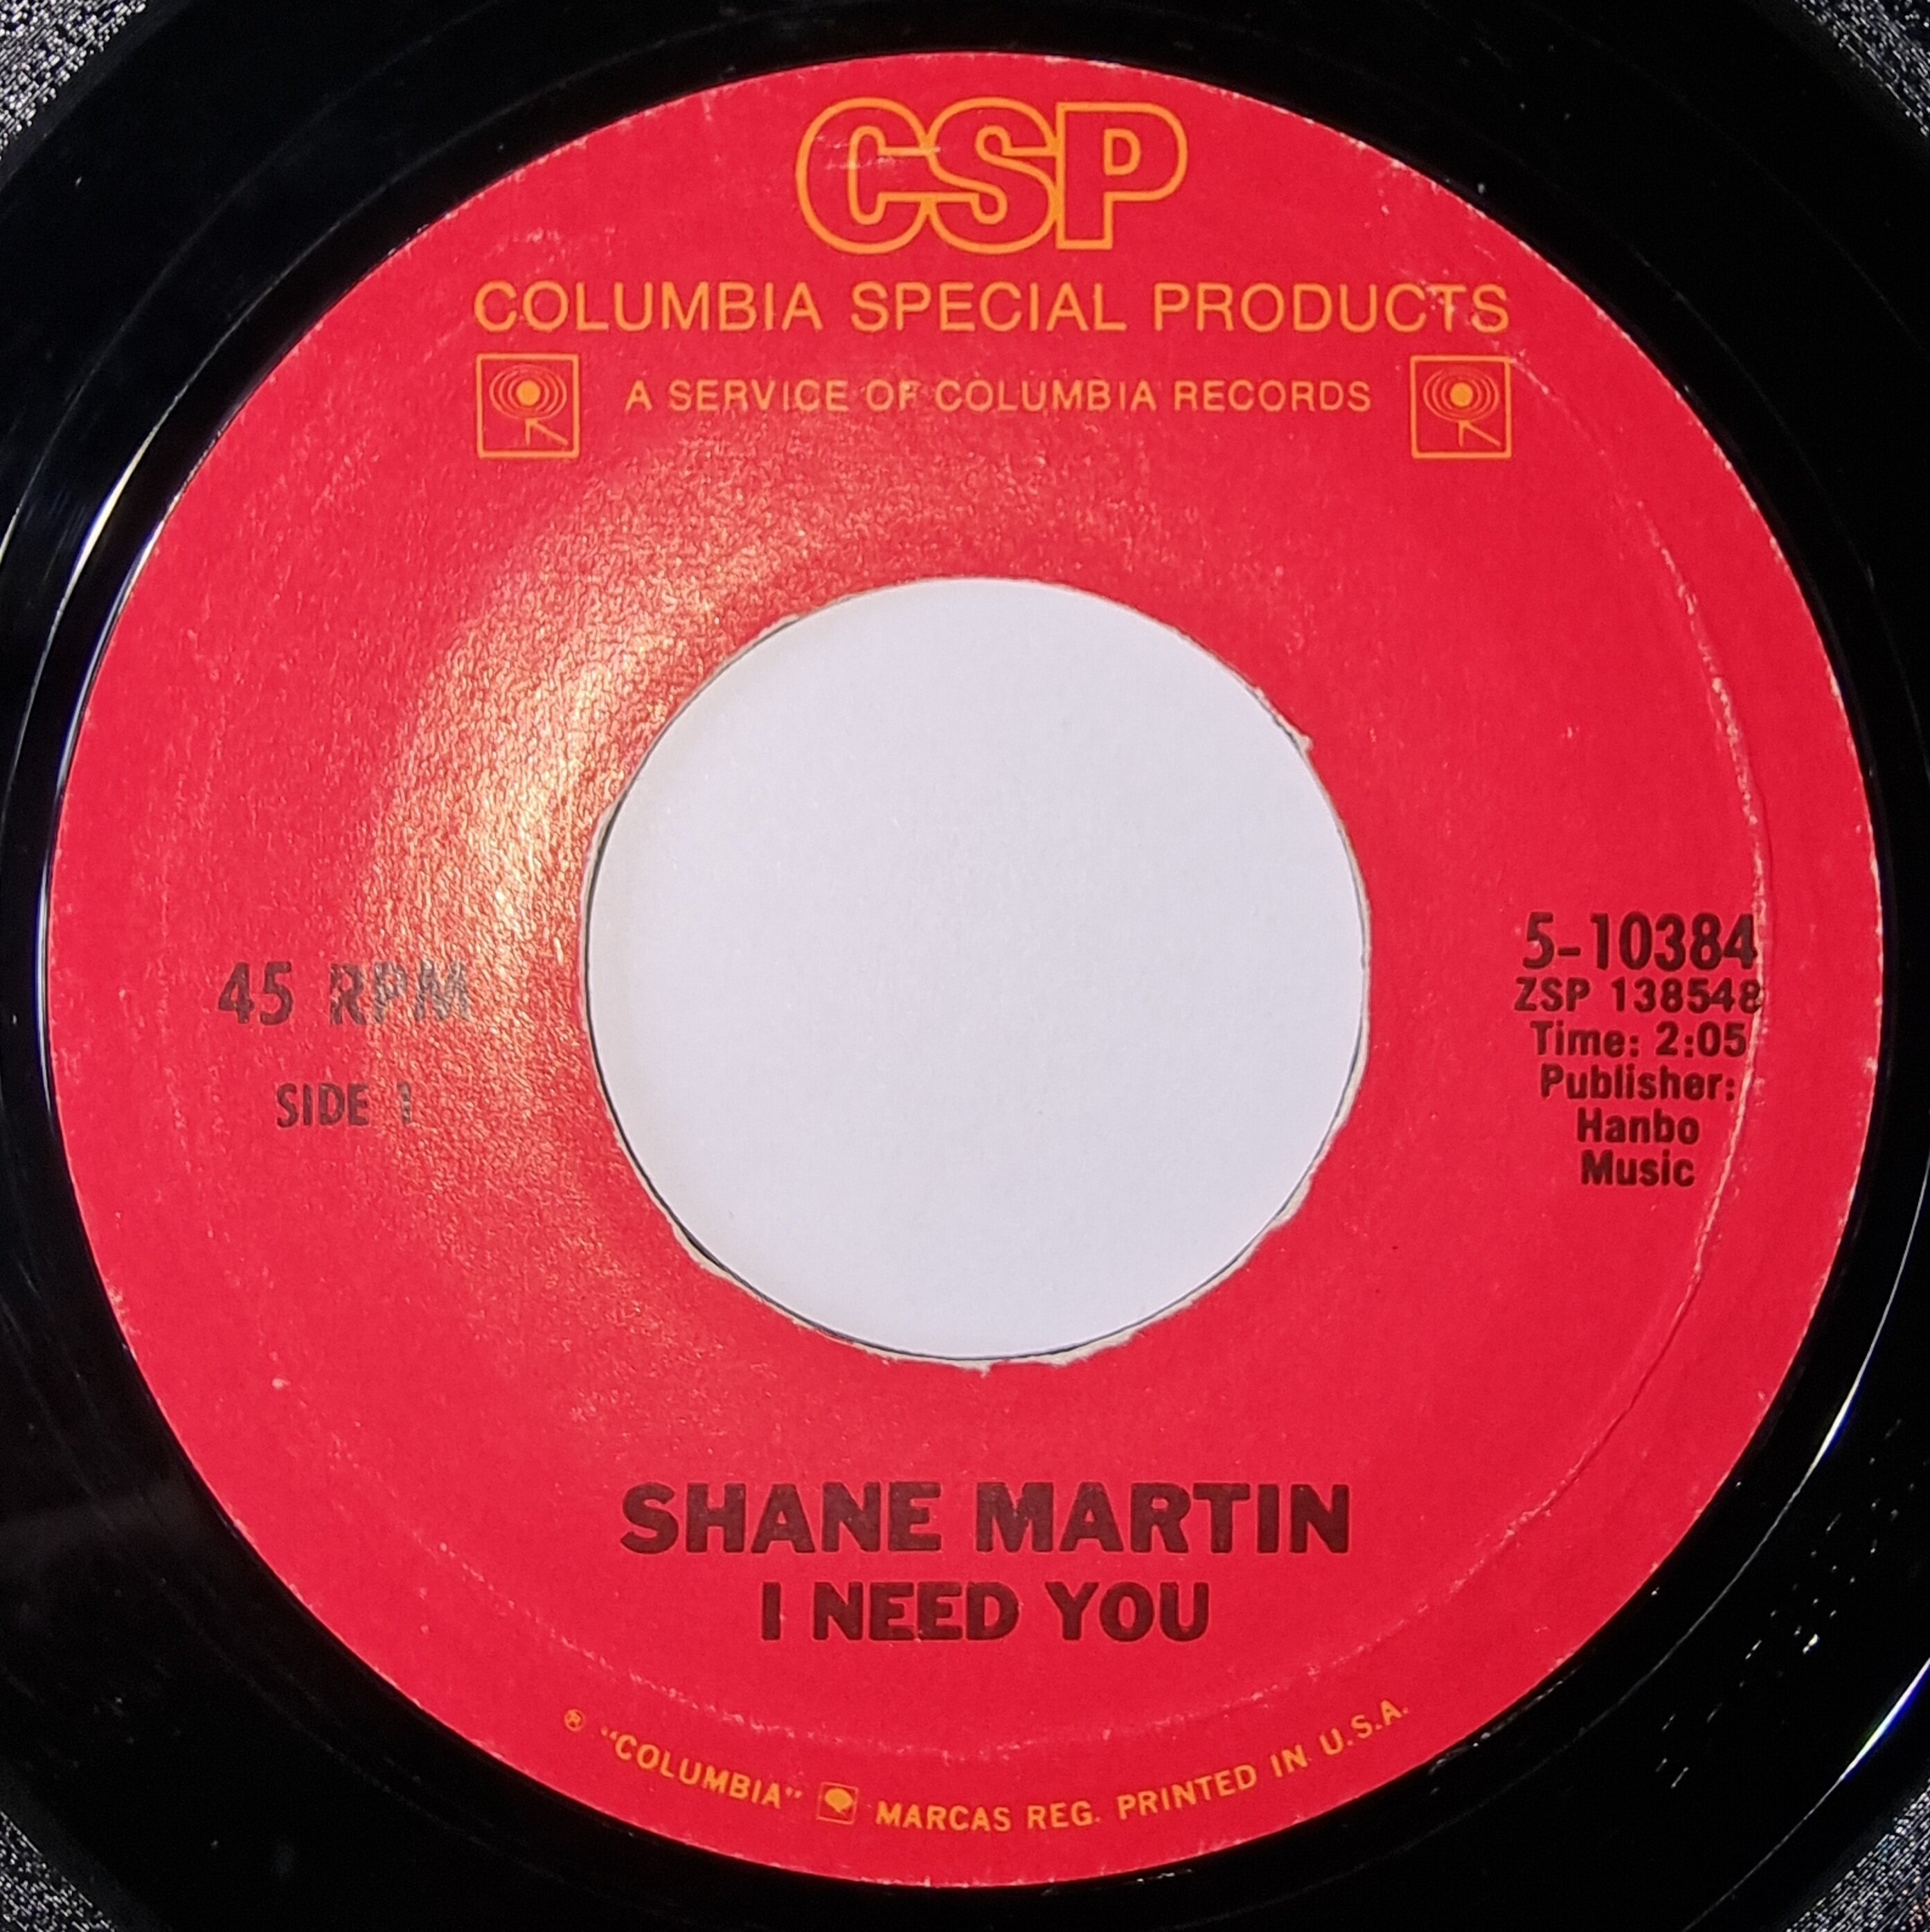 CSP
COLUMBIA SPECIAL PRODUCTS
A SERVICE OF COLUMBIA RECORDS
45 RPM
SIDE 1
5-10384
ZSP 138548
Time: 2:05
Publisher:
Hanbo
Music
SHANE MARTIN
I NEED YOU
® "COLUMBIA" MARCAS REG. PRINTED IN U.S.A.